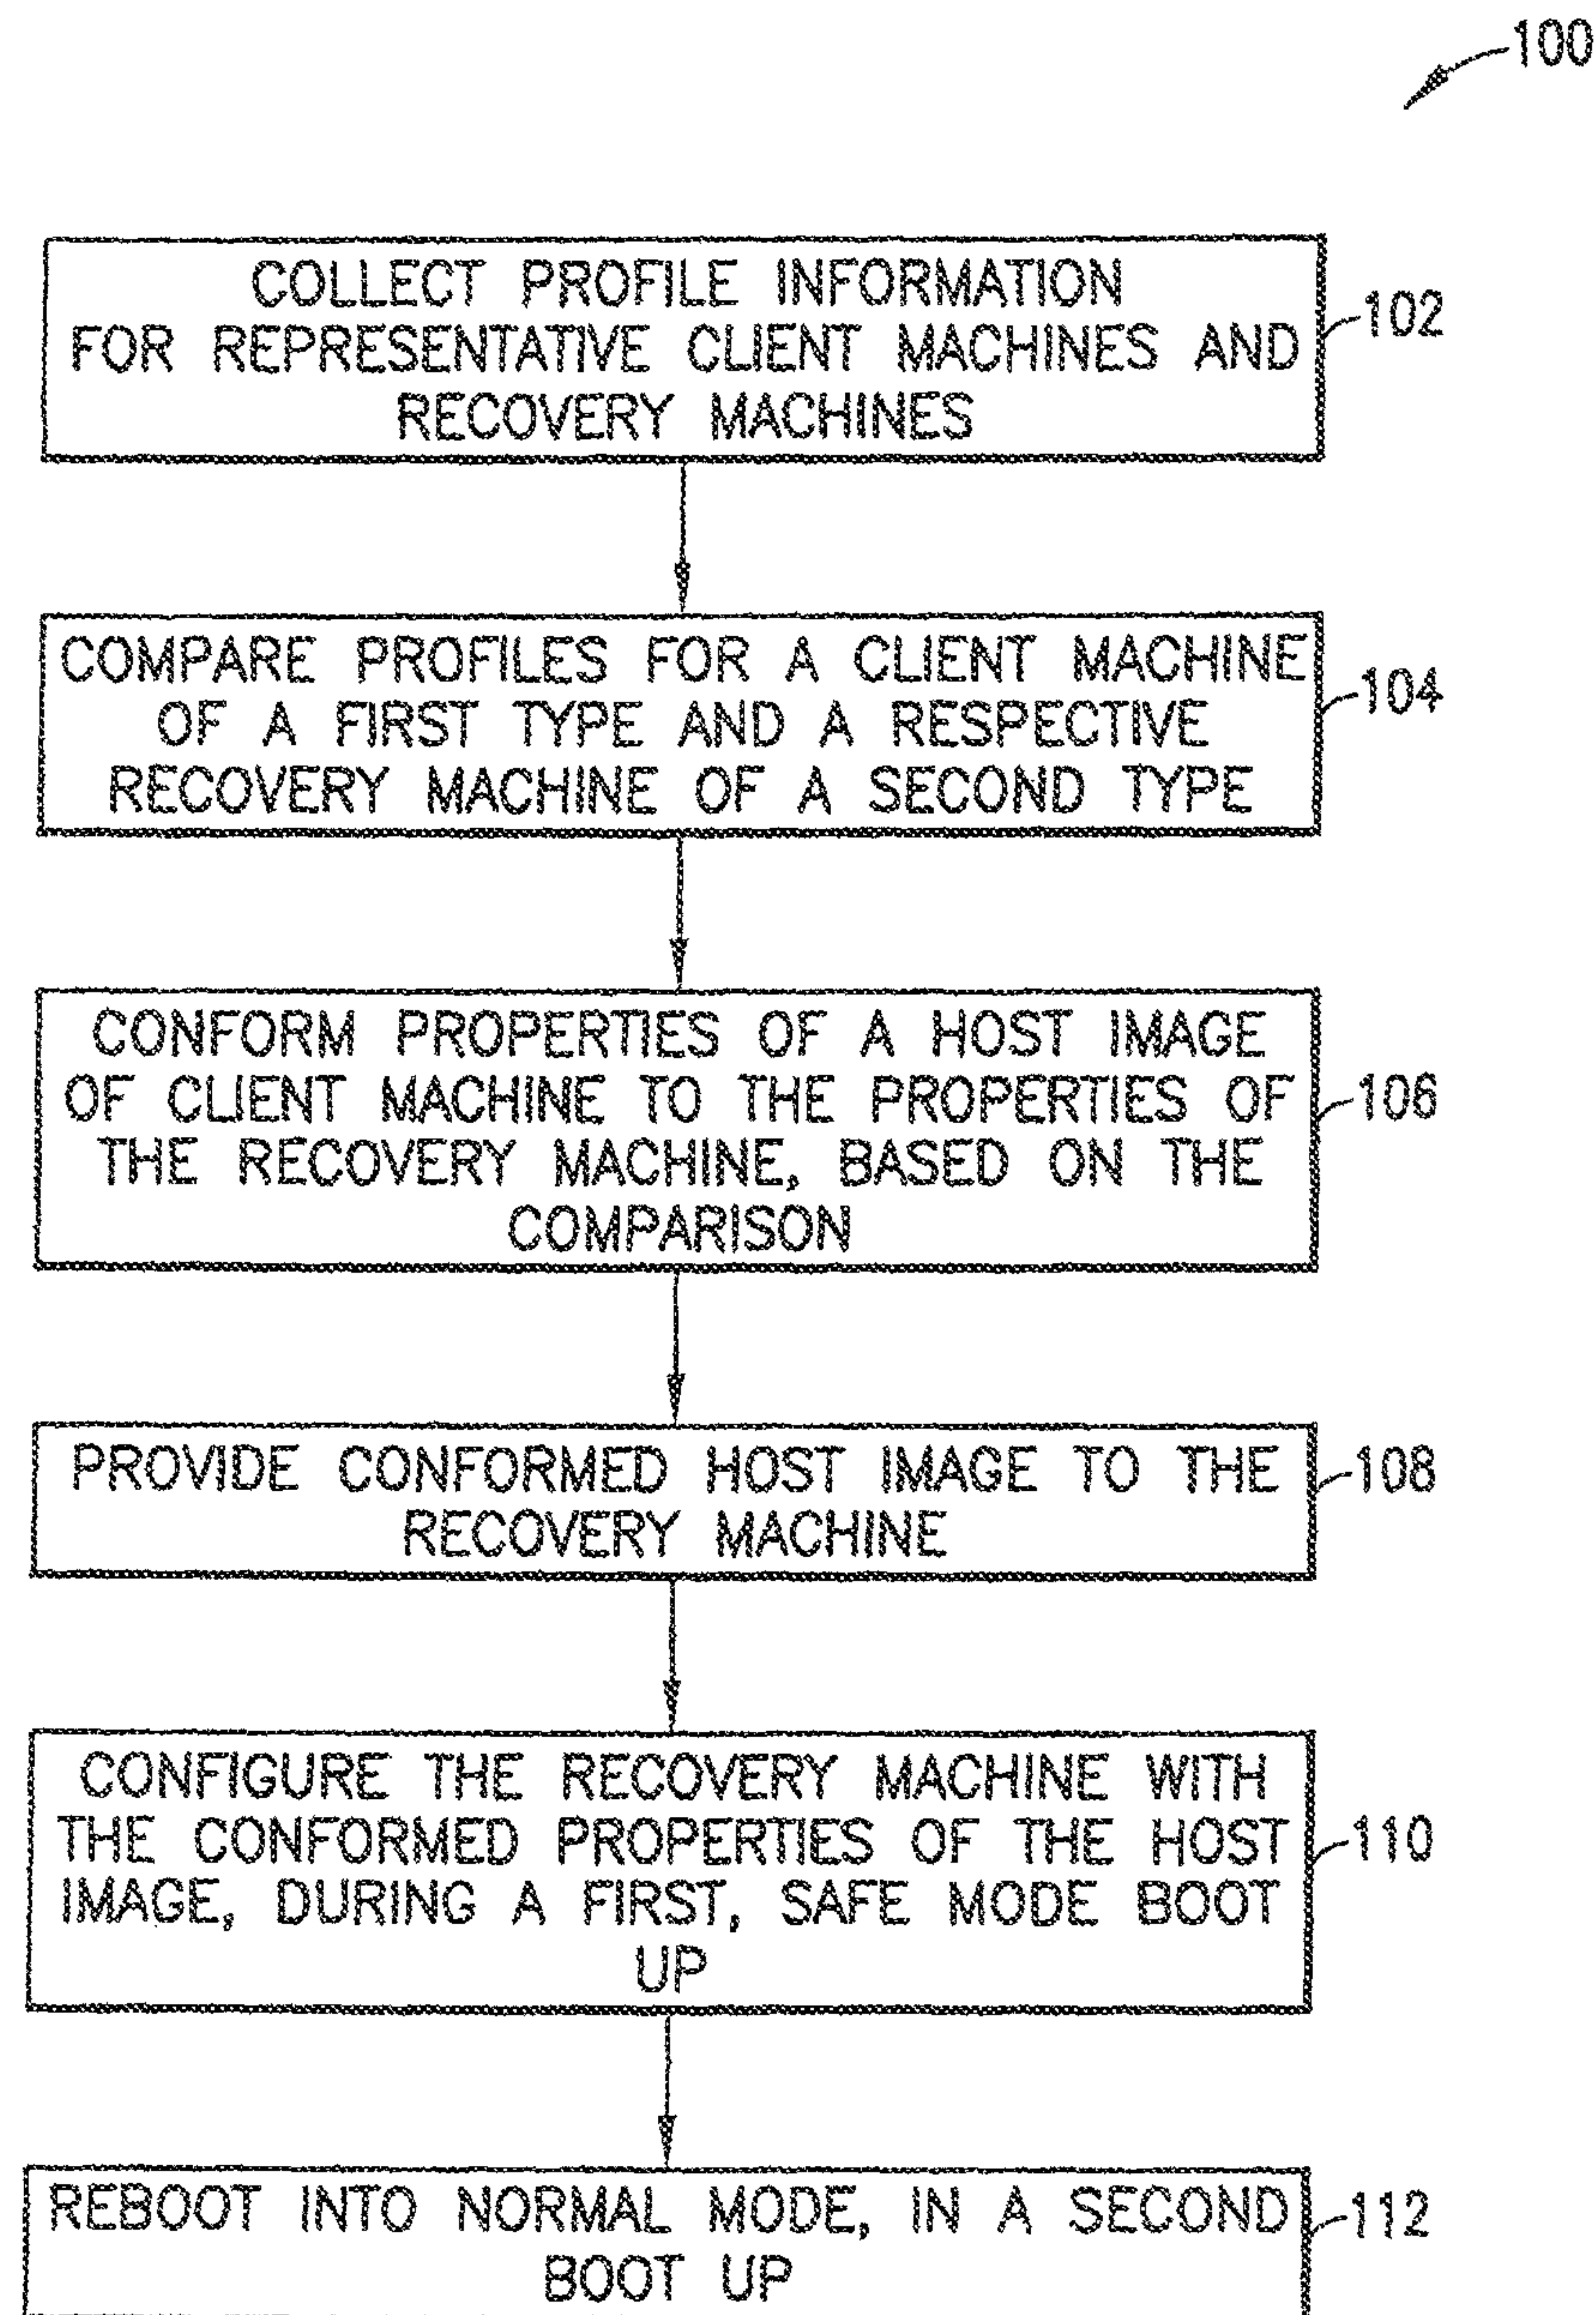 100
COLLECT PROFILE INFORMATION
FOR REPRESENTATIVE CLIENT MACHINES AND
RECOVERY MACHINES
102
COMPARE PROFILES FOR A CLIENT MACHINE
OF A FIRST TYPE AND A RESPECTIVE
RECOVERY MACHINE OF A SECOND TYPE
104
CONFORM PROPERTIES OF A HOST IMAGE
OF CLIENT MACHINE TO THE PROPERTIES OF
THE RECOVERY MACHINE, BASED ON THE
COMPARISON
106
PROVIDE CONFORMED HOST IMAGE TO THE
RECOVERY MACHINE
108
CONFIGURE THE RECOVERY MACHINE WITH
THE CONFORMED PROPERTIES OF THE HOST
IMAGE, DURING A FIRST, SAFE MODE BOOT
UP
110
REBOOT INTO NORMAL MODE, IN A SECOND
BOOT UP
112